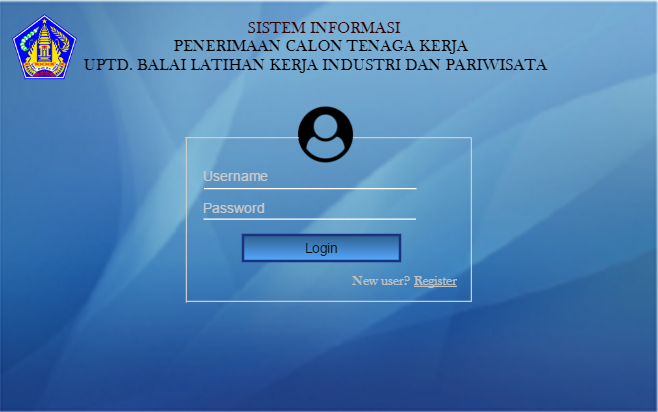 SISTEM INFORMASI
PENERIMAAN CALON TENAGA KERJA
UPTD. BALAI LATIHAN KERJA INDUSTRI DAN PARIWISATA
Username
Password
Login
New user? Register